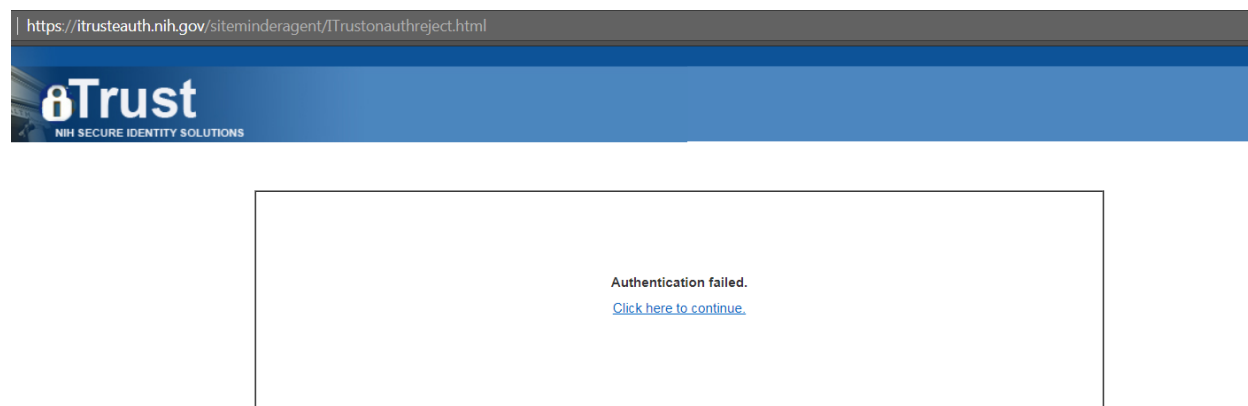 https://itrusteauth.nih.gov/siteminderagent/ITrustonauthreject.html
iTrust
NIH SECURE IDENTITY SOLUTIONS
Authentication failed.
Click here to continue.